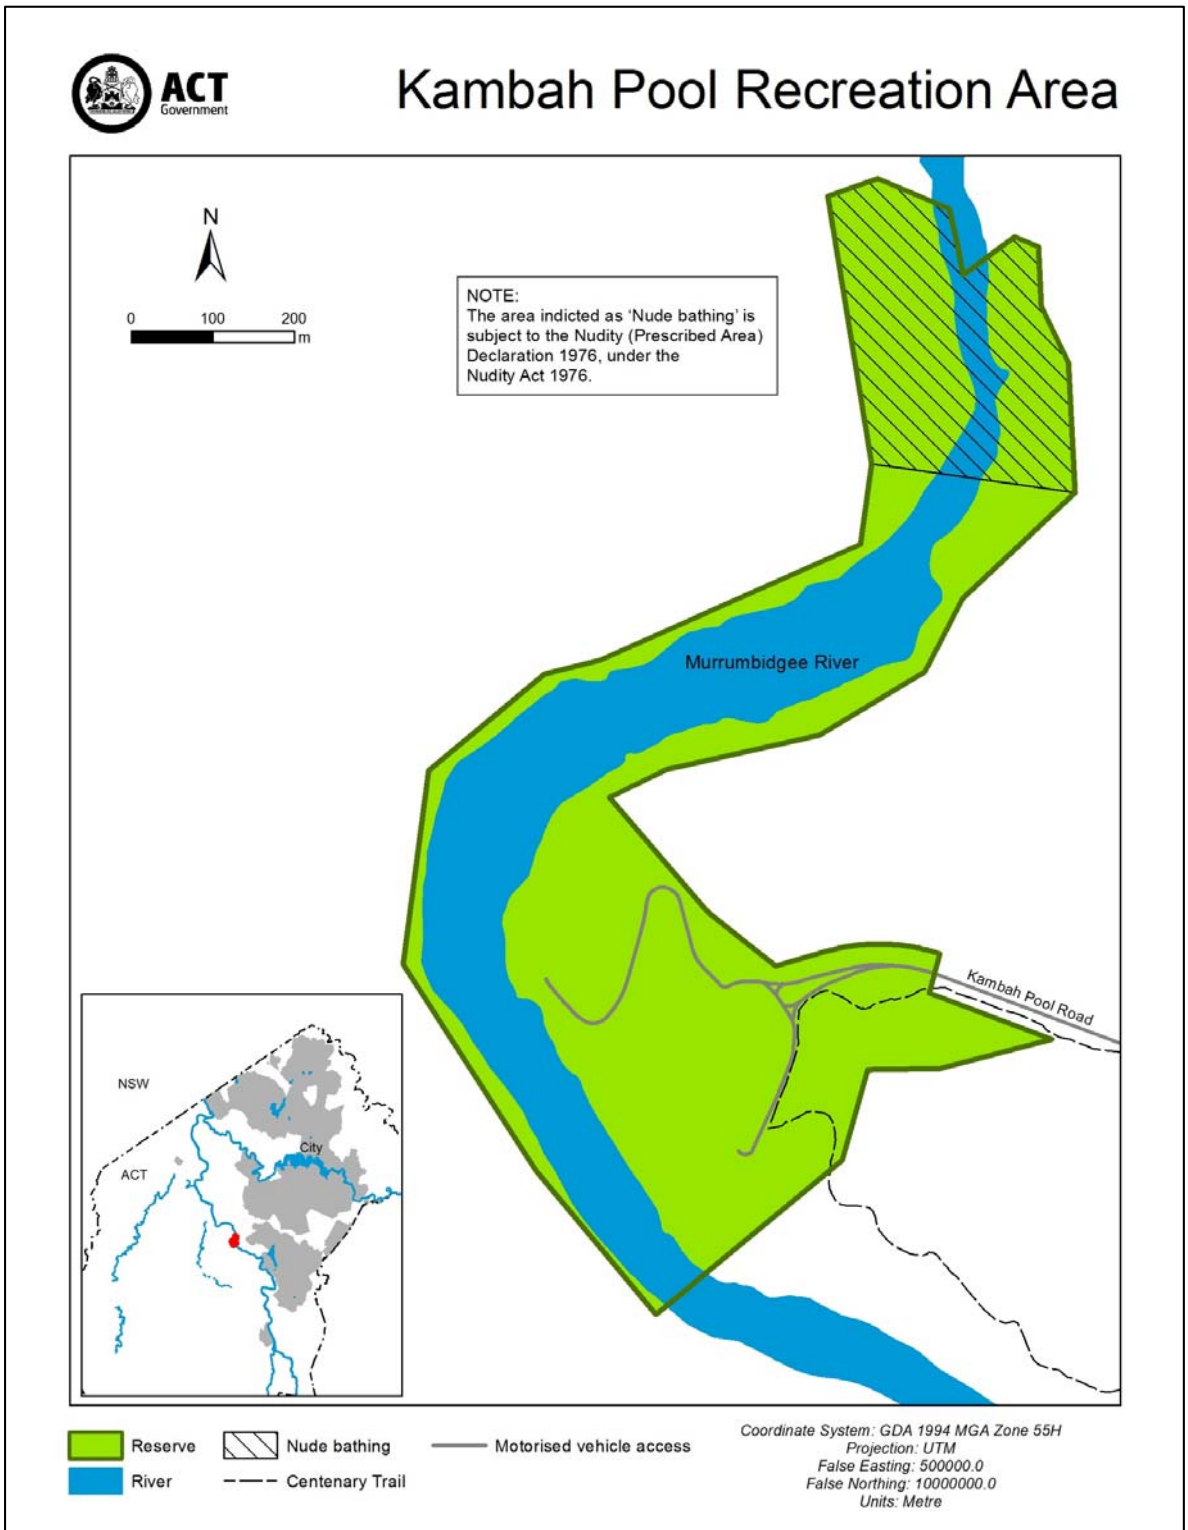 ACT
Government
Kambah Pool Recreation Area
N
0 100 200
m
NOTE:
The area indicted as 'Nude bathing' is
subject to the Nudity (Prescribed Area)
Declaration 1976, under the
Nudity Act 1976.
Murrumbidgee River
Kambah Pool Road
NSW
City
ACT
Reserve
Nude bathing
Motorised vehicle access
River
Centenary Trail
Coordinate System: GDA 1994 MGA Zone 55H
Projection: UTM
False Easting: 500000.0
False Northing: 10000000.0
Units: Metre